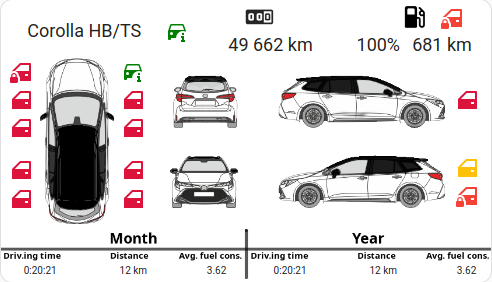 Corolla HB/TS
49 662 km
100% 681 km
Month
Year
Driv.ing time Distance Avg. fuel cons.
Driv.ing time Distance Avg. fuel cons.
0:20:21 12 km 3.62
0:20:21 12 km 3.62